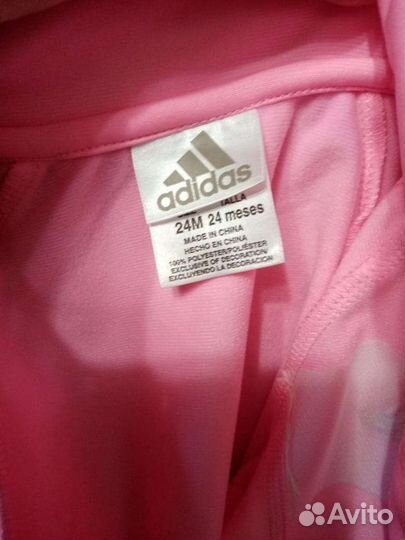 adidas
SIZE TALLA
24M 24 meses
MADE IN CHINA
HECHO EN CHINA
100% POLYESTER/POLIÉSTER
EXCLUSIVE OF DECORATION/
EXCLUYENDO LA DECORACION
Avito